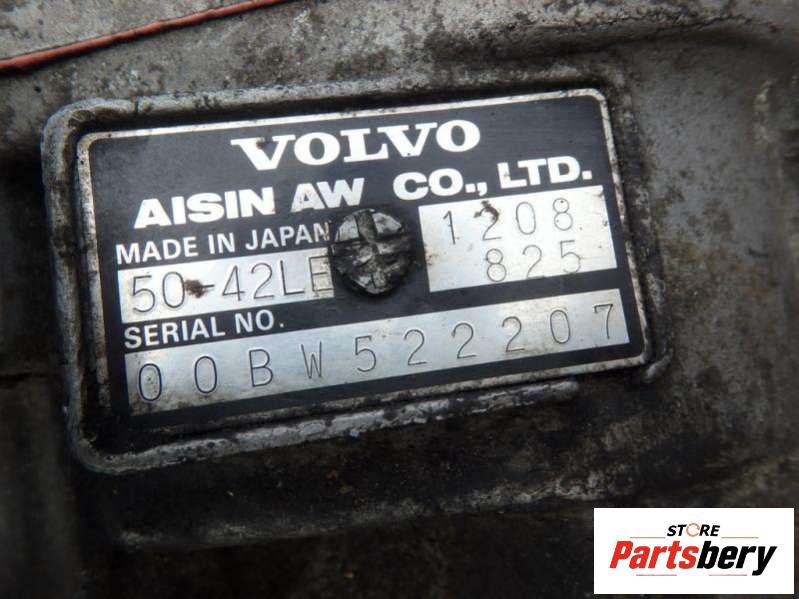 VOLVO
AISIN AW CO., LTD.
MADE IN JAPAN 1208
50-42LE 825
SERIAL NO.
00BW522207
STORE
Partsbery